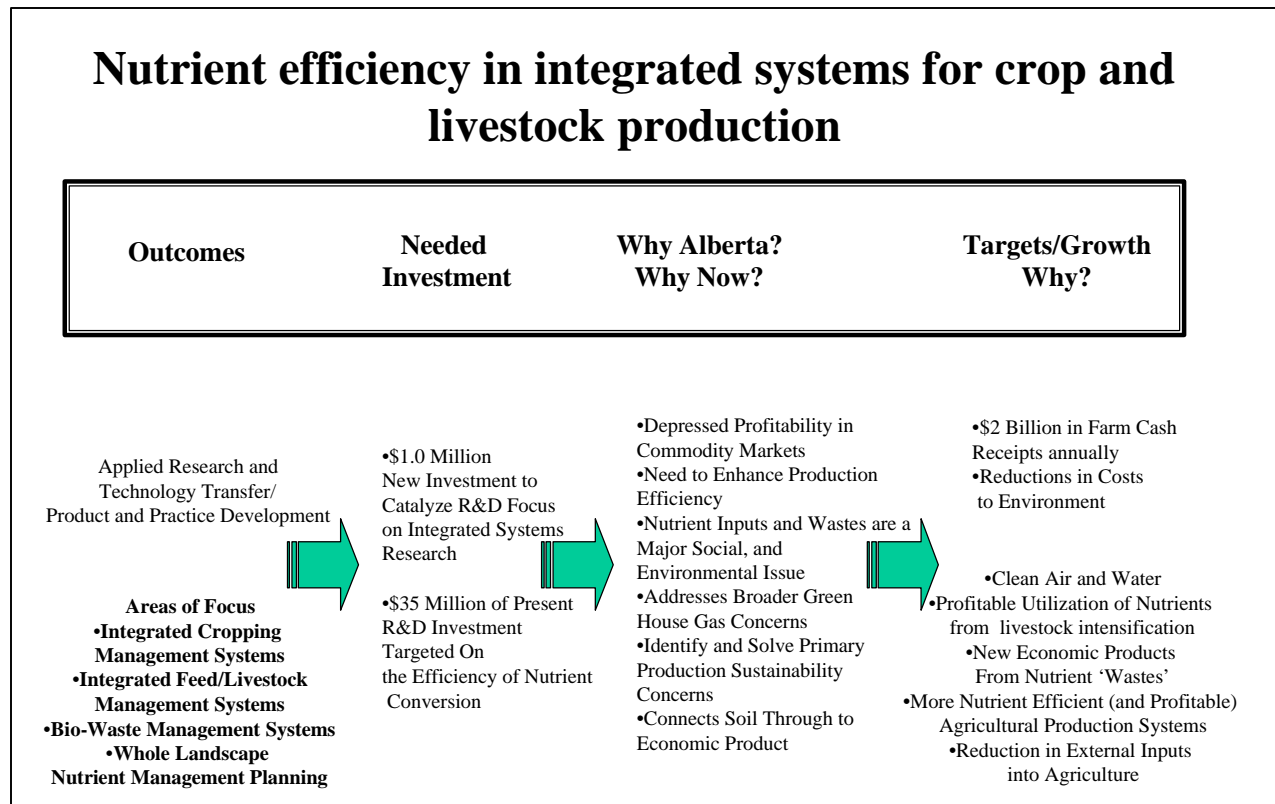 Nutrient efficiency in integrated systems for crop and
livestock production
Outcomes
Needed
Investment
Why Alberta?
Why Now?
Targets/Growth
Why?
Applied Research and
Technology Transfer/
Product and Practice Development
Areas of Focus
•Integrated Cropping
Management Systems
•Integrated Feed/Livestock
Management Systems
•Bio-Waste Management Systems
•Whole Landscape
Nutrient Management Planning
•$1.0 Million
New Investment to
Catalyze R&D Focus
on Integrated Systems
Research
•$35 Million of Present
R&D Investment
Targeted On
the Efficiency of Nutrient
Conversion
•Depressed Profitability in
Commodity Markets
•Need to Enhance Production
Efficiency
•Nutrient Inputs and Wastes are a
Major Social, and
Environmental Issue
•Addresses Broader Green
House Gas Concerns
•Identify and Solve Primary
Production Sustainability
Concerns
•Connects Soil Through to
Economic Product
•$2 Billion in Farm Cash
Receipts annually
•Reductions in Costs
to Environment
•Clean Air and Water
•Profitable Utilization of Nutrients
from livestock intensification
•New Economic Products
From Nutrient ‘Wastes’
•More Nutrient Efficient (and Profitable)
Agricultural Production Systems
•Reduction in External Inputs
into Agriculture